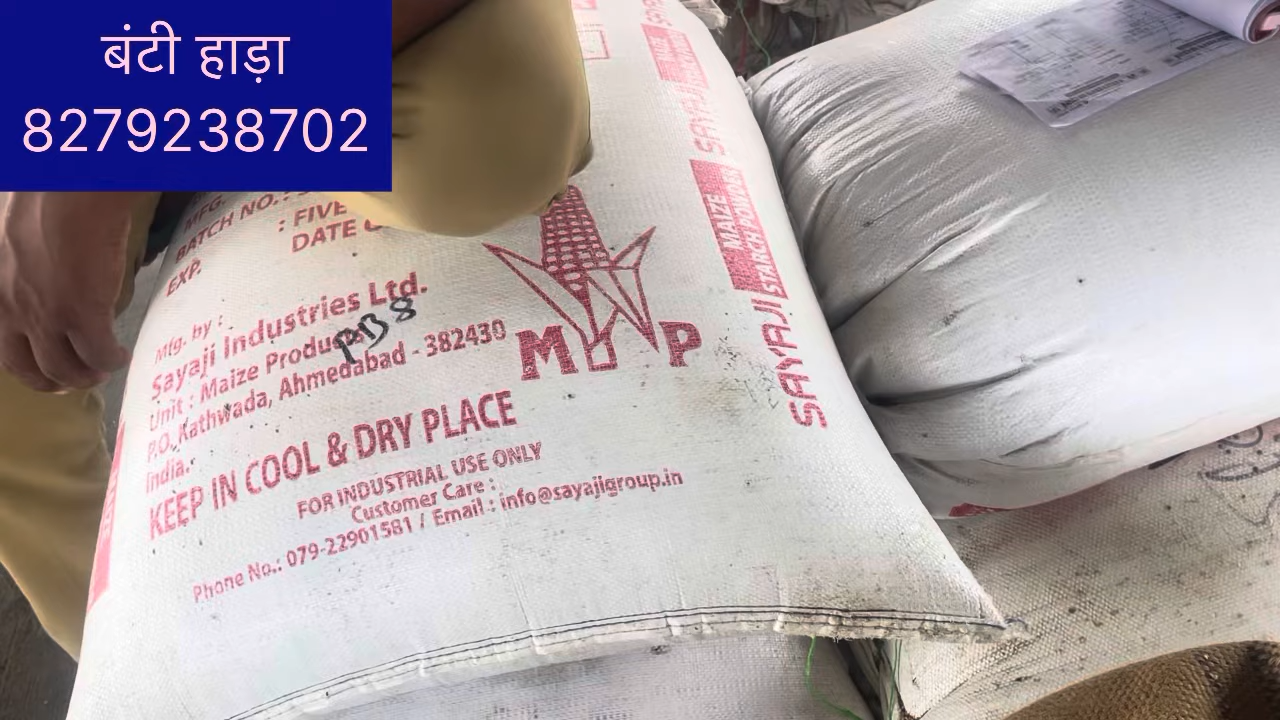 बंटी हाड़ा
8279238702
MFG.
BATCH NO. :
: FIVE
EXP.
DATE
Mfg. by :
Sayaji Industries Ltd.
Unit : Maize Products
P.O. Kathwada, Ahmedabad - 382430
India.
PB8
KEEP IN COOL & DRY PLACE
FOR INDUSTRIAL USE ONLY
Customer Care :
Phone No.: 079-22901581 / Email : info@sayajigroup.in
M P
SAYAJI
MAIZE
STARCH POWDER
SAYAJI